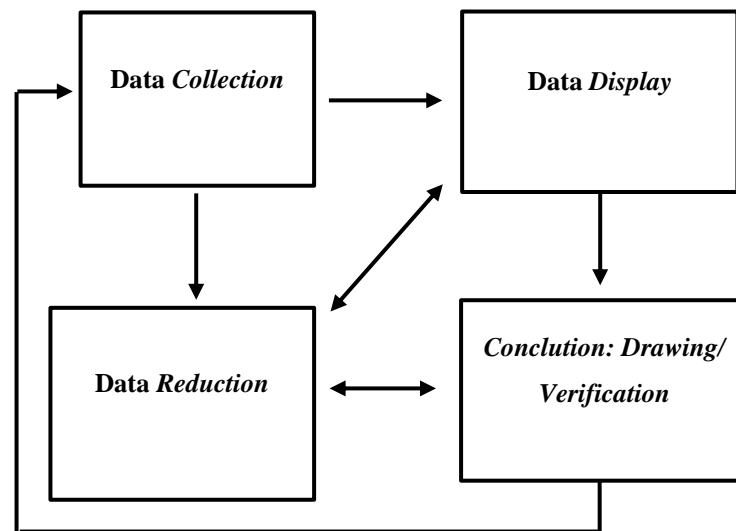 Data Collection
Data Display
Data Reduction
Conclution: Drawing/
Verification